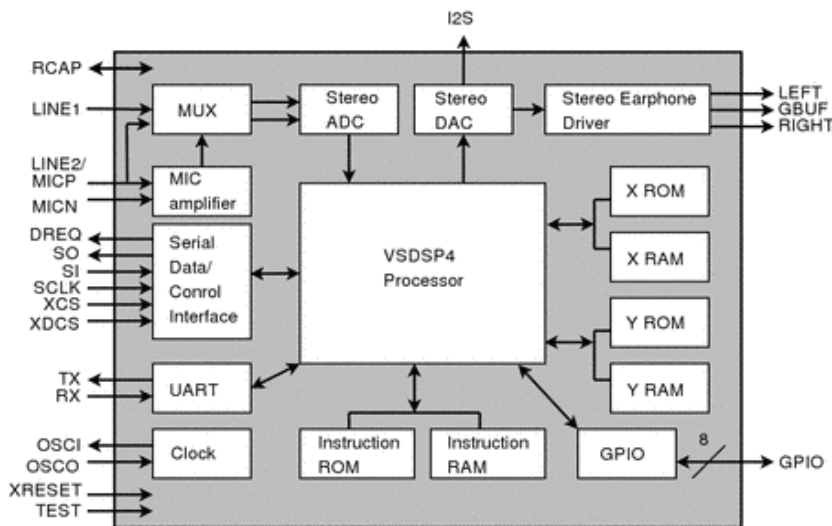 I2S
RCAP
LINE1
LINE2/
MICP
MICN
DREQ
SO
SI
SCLK
XCS
XDCS
TX
RX
OSCI
OSCO
XRESET
TEST
MUX
Stereo
ADC
Stereo
DAC
Stereo Earphone
Driver
LEFT
GBUF
RIGHT
MIC
amplifier
Serial
Data/
Conrol
Interface
VSDSP4
Processor
X ROM
X RAM
Y ROM
Y RAM
UART
Clock
Instruction
ROM
Instruction
RAM
GPIO
8
GPIO